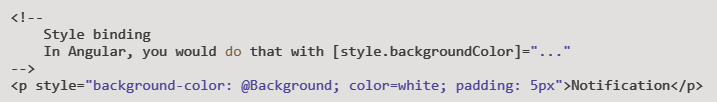 <!--
    Style binding
    In Angular, you would do that with [style.backgroundColor]="..."
-->
<p style="background-color: @Background; color=white; padding: 5px">Notification</p>